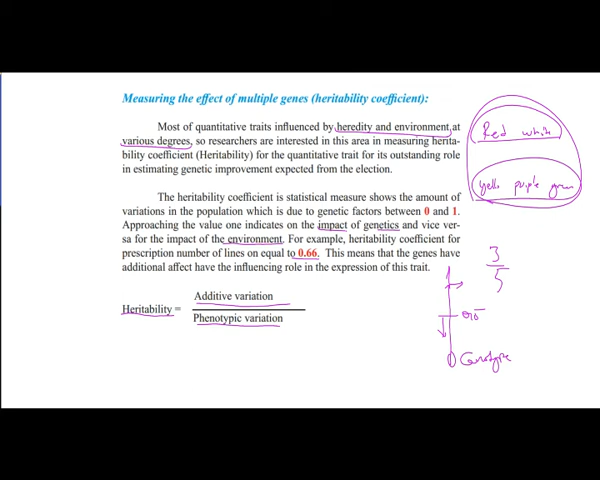 Measuring the effect of multiple genes (heritability coefficient):
Most of quantitative traits influenced by heredity and environment at
various degrees, so researchers are interested in this area in measuring herita-
bility coefficient (Heritability) for the quantitative trait for its outstanding role
in estimating genetic improvement expected from the election.
The heritability coefficient is statistical measure shows the amount of
variations in the population which is due to genetic factors between 0 and 1.
Approaching the value one indicates on the impact of genetics and vice ver-
sa for the impact of the environment. For example, heritability coefficient for
prescription number of lines on equal to 0.66. This means that the genes have
additional affect have the influencing role in the expression of this trait.
Heritability = Additive variation
Phenotypic variation
Red white
purple
3
5